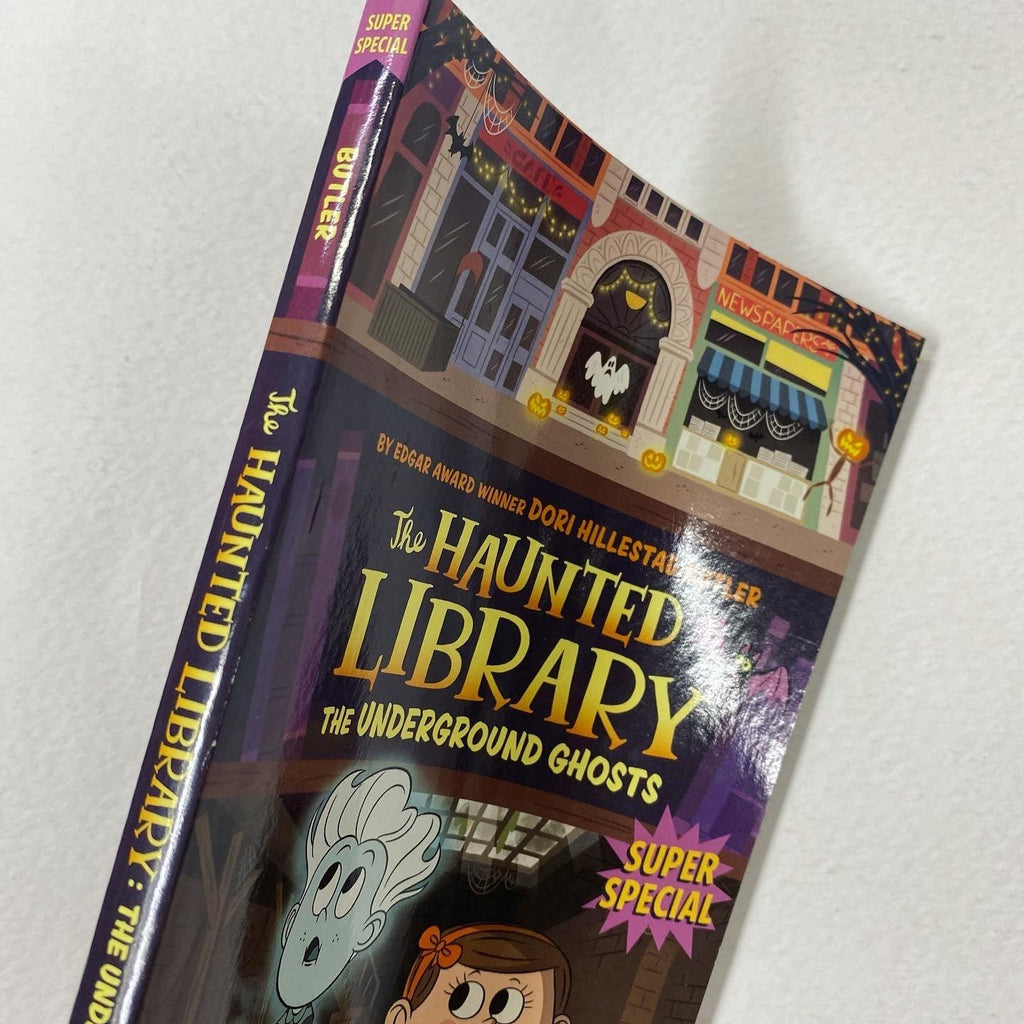 SUPER
SPECIAL
BUTLER
The HAUNTED LIBRARY: THE UNDE
NEWSPAPERS
BY EDGAR AWARD WINNER DORI HILLESTAD BUTLER
The HAUNTED
LIBRARY
THE UNDERGROUND GHOSTS
SUPER
SPECIAL